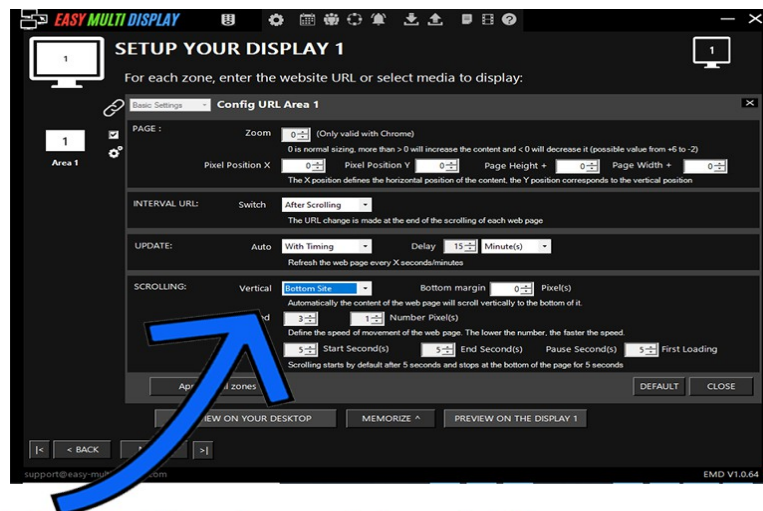 EASY MULTI DISPLAY
1
SETUP YOUR DISPLAY 1
1
For each zone, enter the website URL or select media to display:
Basic Settings
Config URL Area 1
1
Area 1
PAGE :
Zoom 0 (Only valid with Chrome)
0 is normal sizing, more than > 0 will increase the content and < 0 will decrease it (possible value from +6 to -2)
Pixel Position X 0 Pixel Position Y 0 Page Height + 0 Page Width + 0
The X position defines the horizontal position of the content, the Y position corresponds to the vertical position
INTERVAL URL: Switch After Scrolling
The URL change is made at the end of the scrolling of each web page
UPDATE: Auto With Timing Delay 15 Minute(s)
Refresh the web page every X seconds/minutes
SCROLLING: Vertical Bottom Site Bottom margin 0 Pixel(s)
Automatically the content of the web page will scroll vertically to the bottom of it.
3 1 Number Pixel(s)
Define the speed of movement of the web page. The lower the number, the faster the speed.
5 Start Second(s) 5 End Second(s) Pause Second(s) 5 First Loading
Scrolling starts by default after 5 seconds and stops at the bottom of the page for 5 seconds
zones
DEFAULT CLOSE
ON YOUR DESKTOP MEMORIZE ^ PREVIEW ON THE DISPLAY 1
|< < BACK >|
EMD V1.0.64